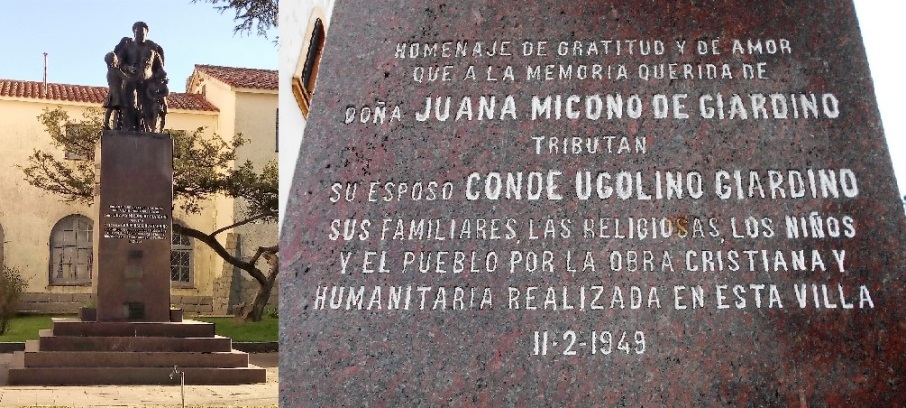 HOMENAJE DE GRATITUD Y DE AMOR
QUE A LA MEMORIA QUERIDA DE
DOÑA JUANA MICONO DE GIARDINO
TRIBUTAN
SU ESPOSO CONDE UGOLINO GIARDINO
SUS FAMILIARES, LAS RELIGIOSAS, LOS NIÑOS
Y EL PUEBLO POR LA OBRA CRISTIANA Y
HUMANITARIA REALIZADA EN ESTA VILLA
11-2-1949